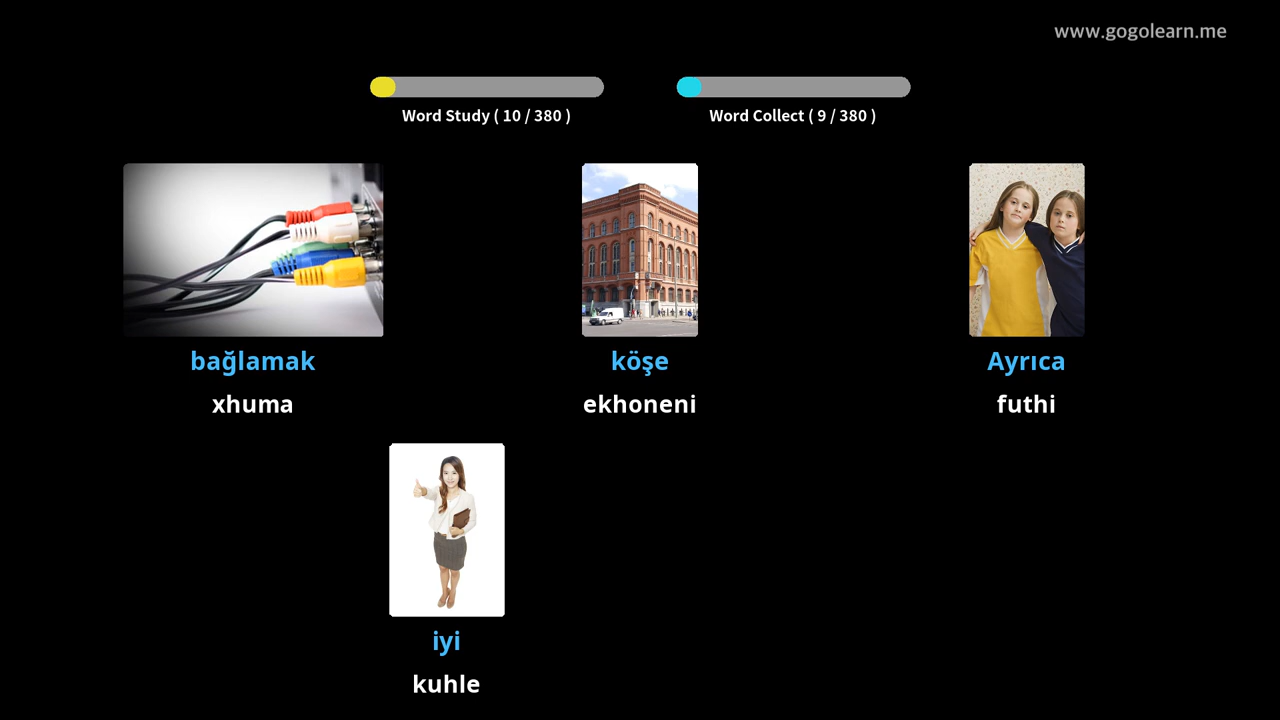 www.gogolearn.me
Word Study ( 10 / 380 )
Word Collect ( 9 / 380 )
bağlamak
xhuma
köşe
ekhoneni
Ayrıca
futhi
iyi
kuhle